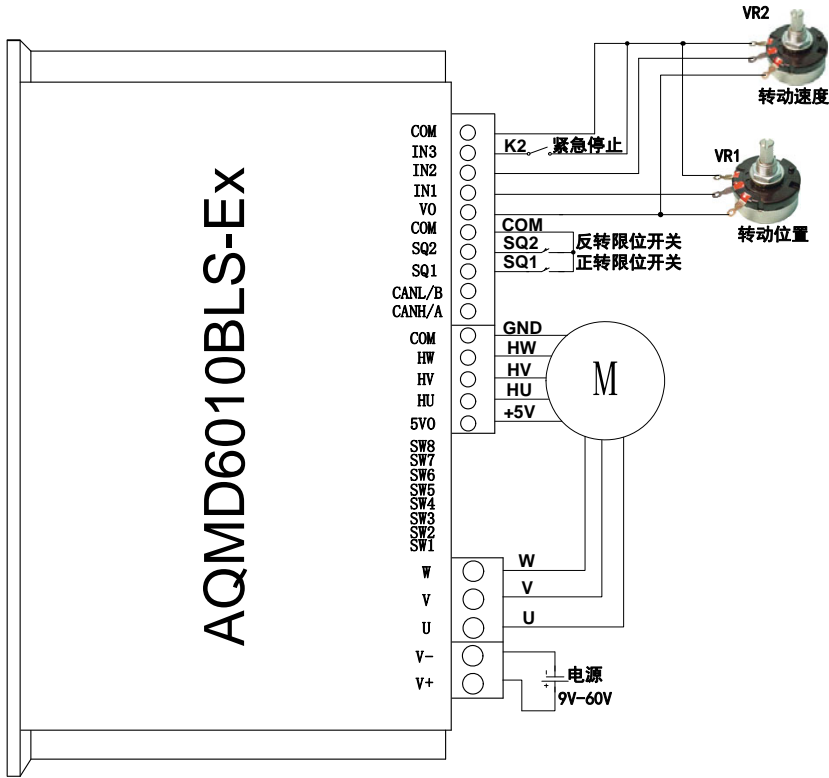 AQMD6010BLS-Ex
COM
IN3
IN2
IN1
VO
COM
SQ2
SQ1
CANL/B
CANH/A
COM
HW
HV
HU
5VO
SW8
SW7
SW6
SW5
SW4
SW3
SW2
SW1
W
V
U
V-
V+
VR2
转动速度
K2 紧急停止
VR1
转动位置
COM
SQ2 反转限位开关
SQ1 正转限位开关
GND
HW
HV
HU
+5V
M
W
V
U
电源
9V-60V